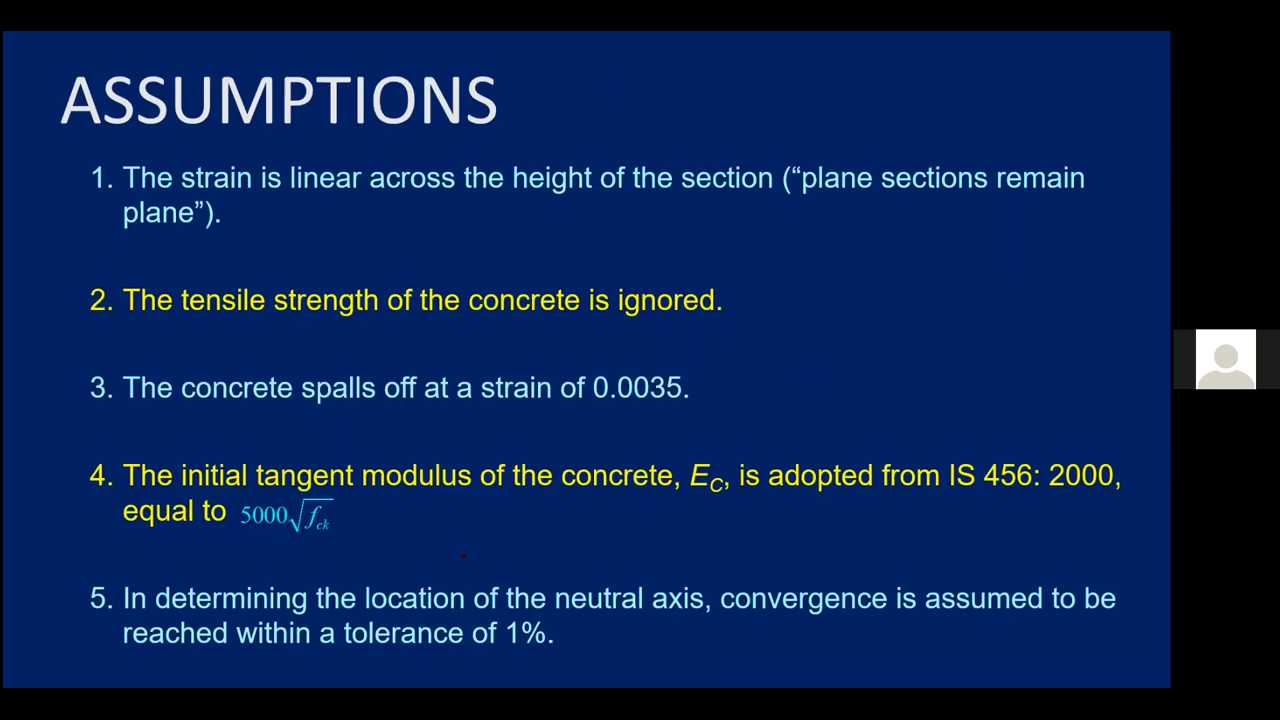 ASSUMPTIONS
1. The strain is linear across the height of the section (“plane sections remain
plane”).
2. The tensile strength of the concrete is ignored.
3. The concrete spalls off at a strain of 0.0035.
4. The initial tangent modulus of the concrete, E_C, is adopted from IS 456: 2000,
equal to 5000√f_ck
5. In determining the location of the neutral axis, convergence is assumed to be
reached within a tolerance of 1%.